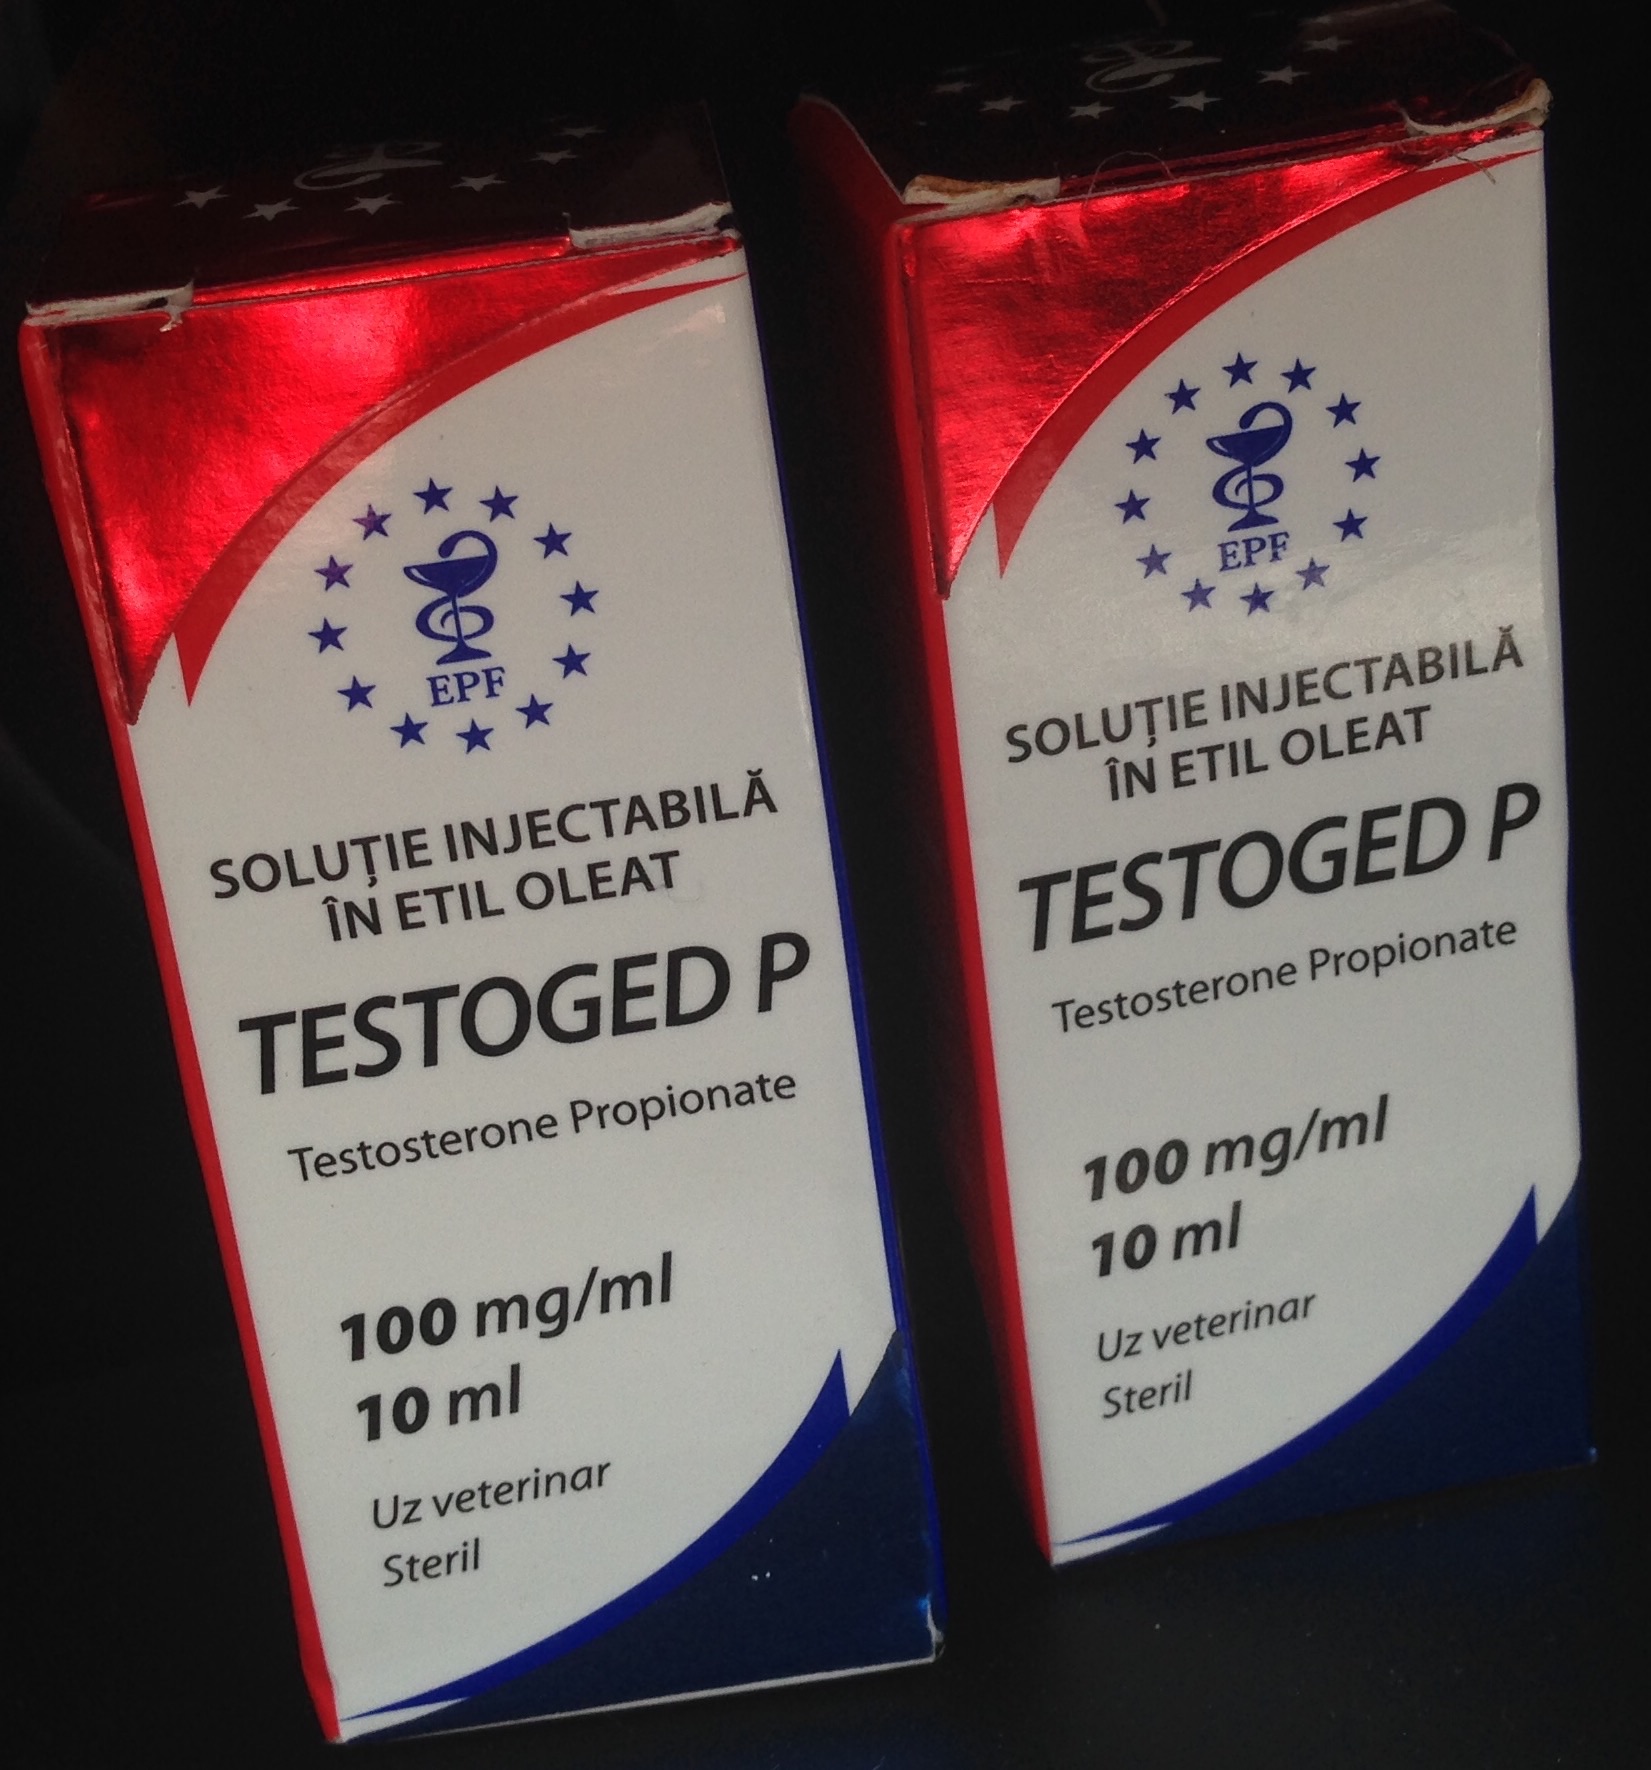 EPF
SOLUȚIE INJECTABILĂ
ÎN ETIL OLEAT
TESTOGED P
Testosterone Propionate
100 mg/ml
10 ml
Uz veterinar
Steril
EPF
SOLUȚIE INJECTABILĂ
ÎN ETIL OLEAT
TESTOGED P
Testosterone Propionate
100 mg/ml
10 ml
Uz veterinar
Steril